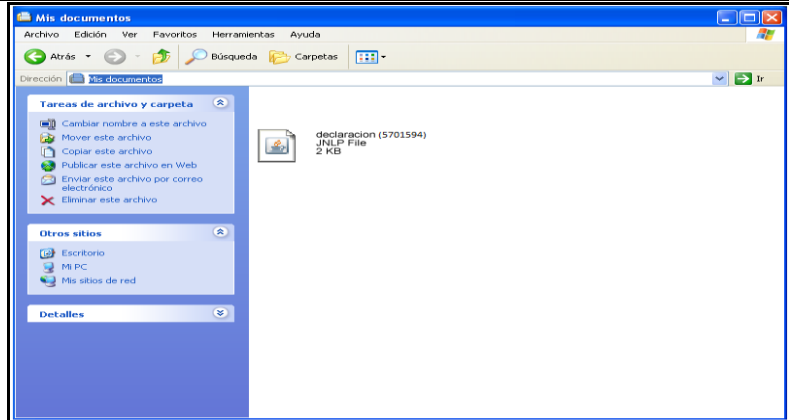 Mis documentos
Archivo Edición Ver Favoritos Herramientas Ayuda
Atrás Búsqueda Carpetas
Dirección Mis documentos Ir
Tareas de archivo y carpeta
Cambiar nombre a este archivo
Mover este archivo
Copiar este archivo
Publicar este archivo en Web
Enviar este archivo por correo
electrónico
Eliminar este archivo
Otros sitios
Escritorio
Mi PC
Mis sitios de red
Detalles
declaracion (5701594)
JNLP File
2 KB